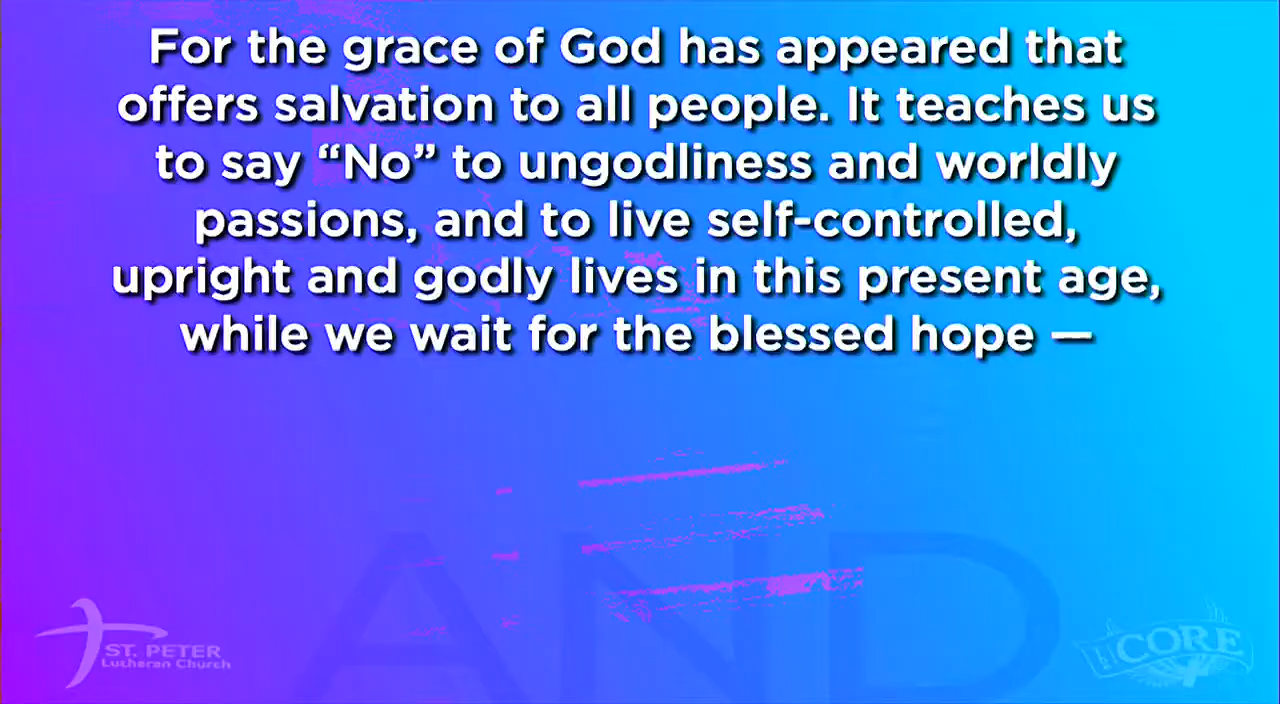 For the grace of God has appeared that
offers salvation to all people. It teaches us
to say “No” to ungodliness and worldly
passions, and to live self-controlled,
upright and godly lives in this present age,
while we wait for the blessed hope —
AND
ST. PETER
Lutheran Church
CORE